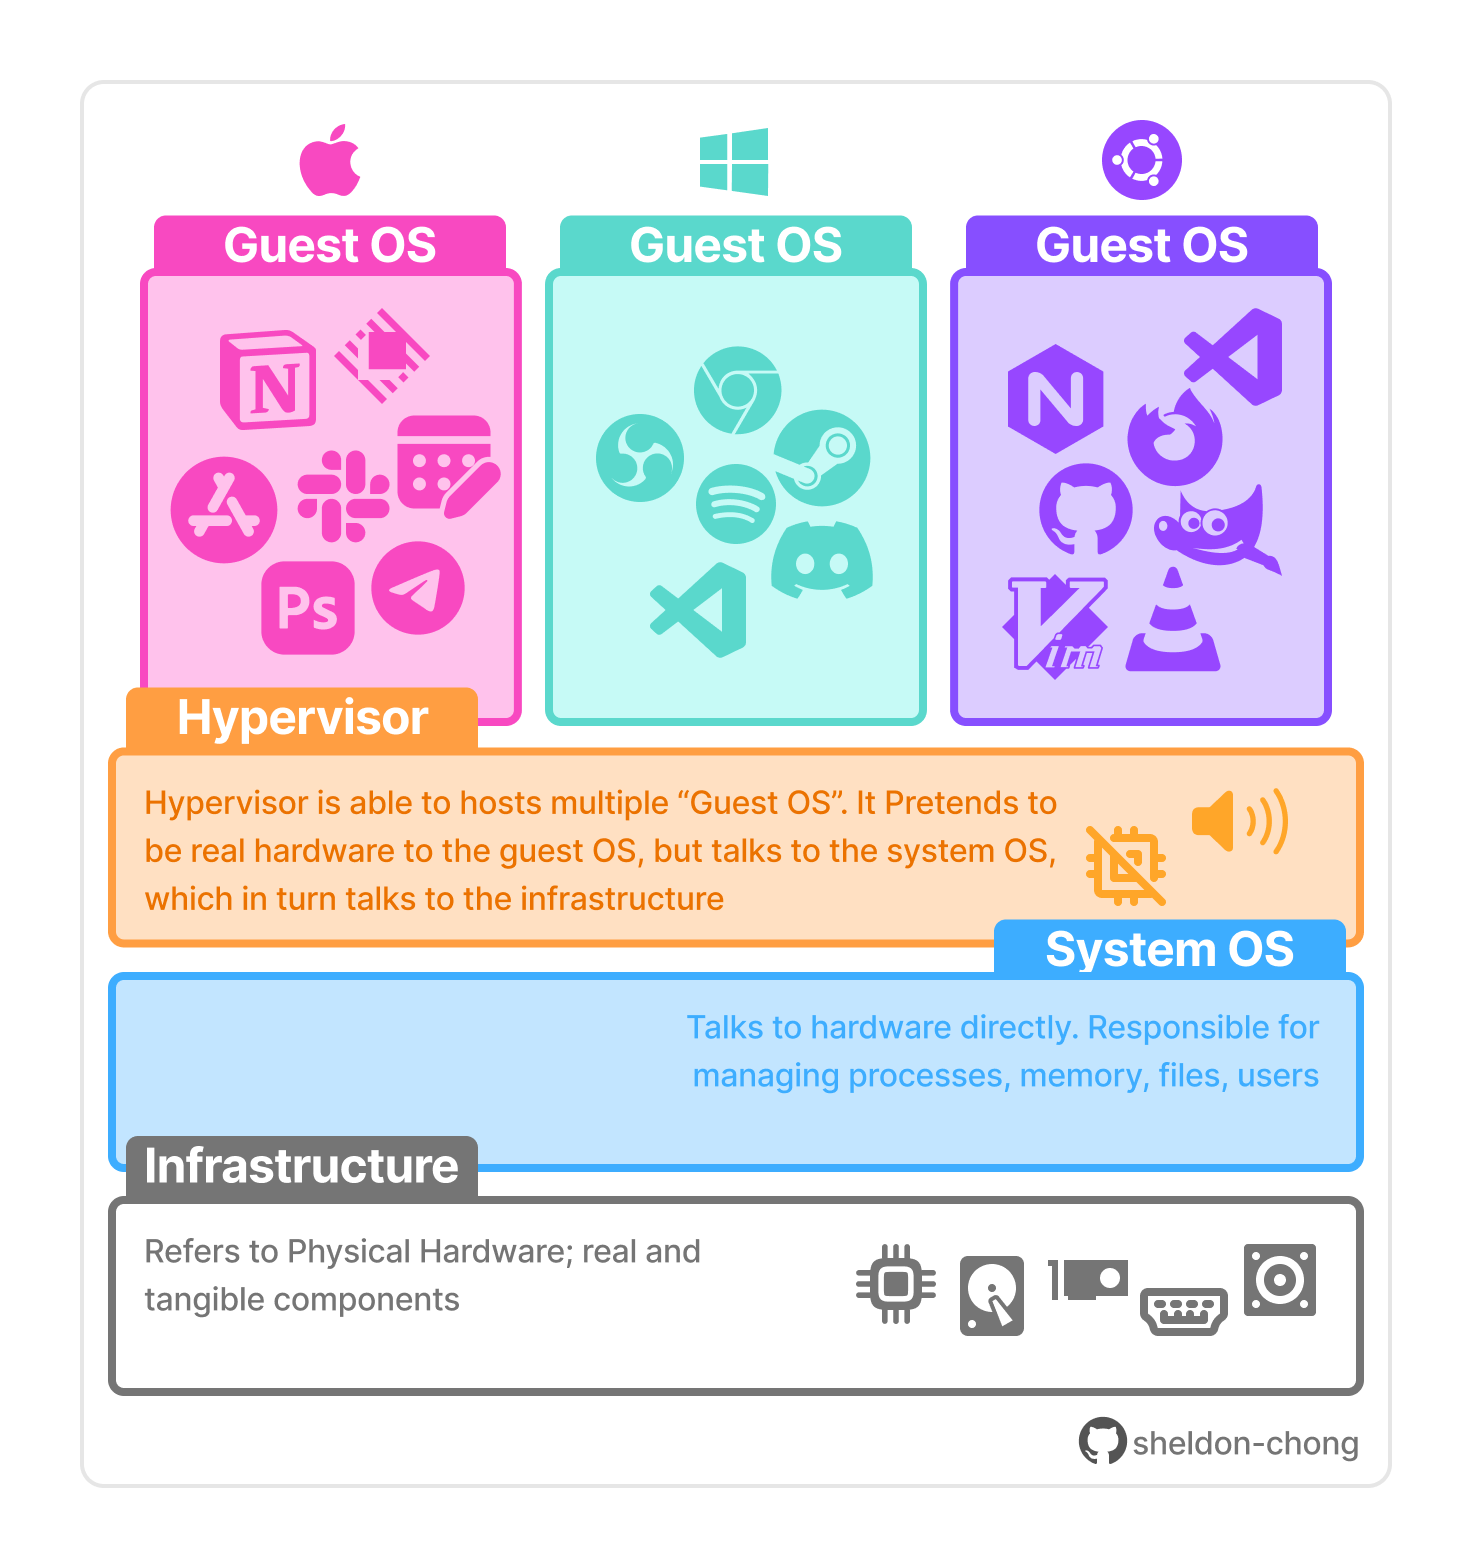 Guest OS
Guest OS
Guest OS
N
N
Ps
Vim
Hypervisor
Hypervisor is able to hosts multiple “Guest OS”. It Pretends to
be real hardware to the guest OS, but talks to the system OS,
which in turn talks to the infrastructure
System OS
Talks to hardware directly. Responsible for
managing processes, memory, files, users
Infrastructure
Refers to Physical Hardware; real and
tangible components
sheldon-chong